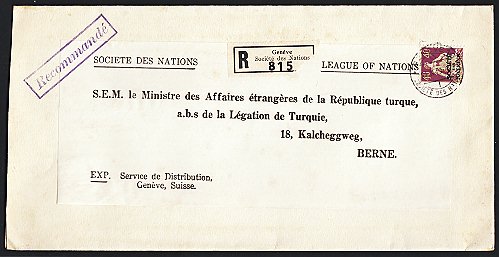 Recommandé
SOCIETE DES NATIONS
R
Genève
Société des Nations
815
LEAGUE OF NATIONS
S.E.M. le Ministre des Affaires étrangères de la République turque,
a.b.s de la Légation de Turquie,
18, Kalcheggweg,
BERNE.
EXP. Service de Distribution,
Genève, Suisse.